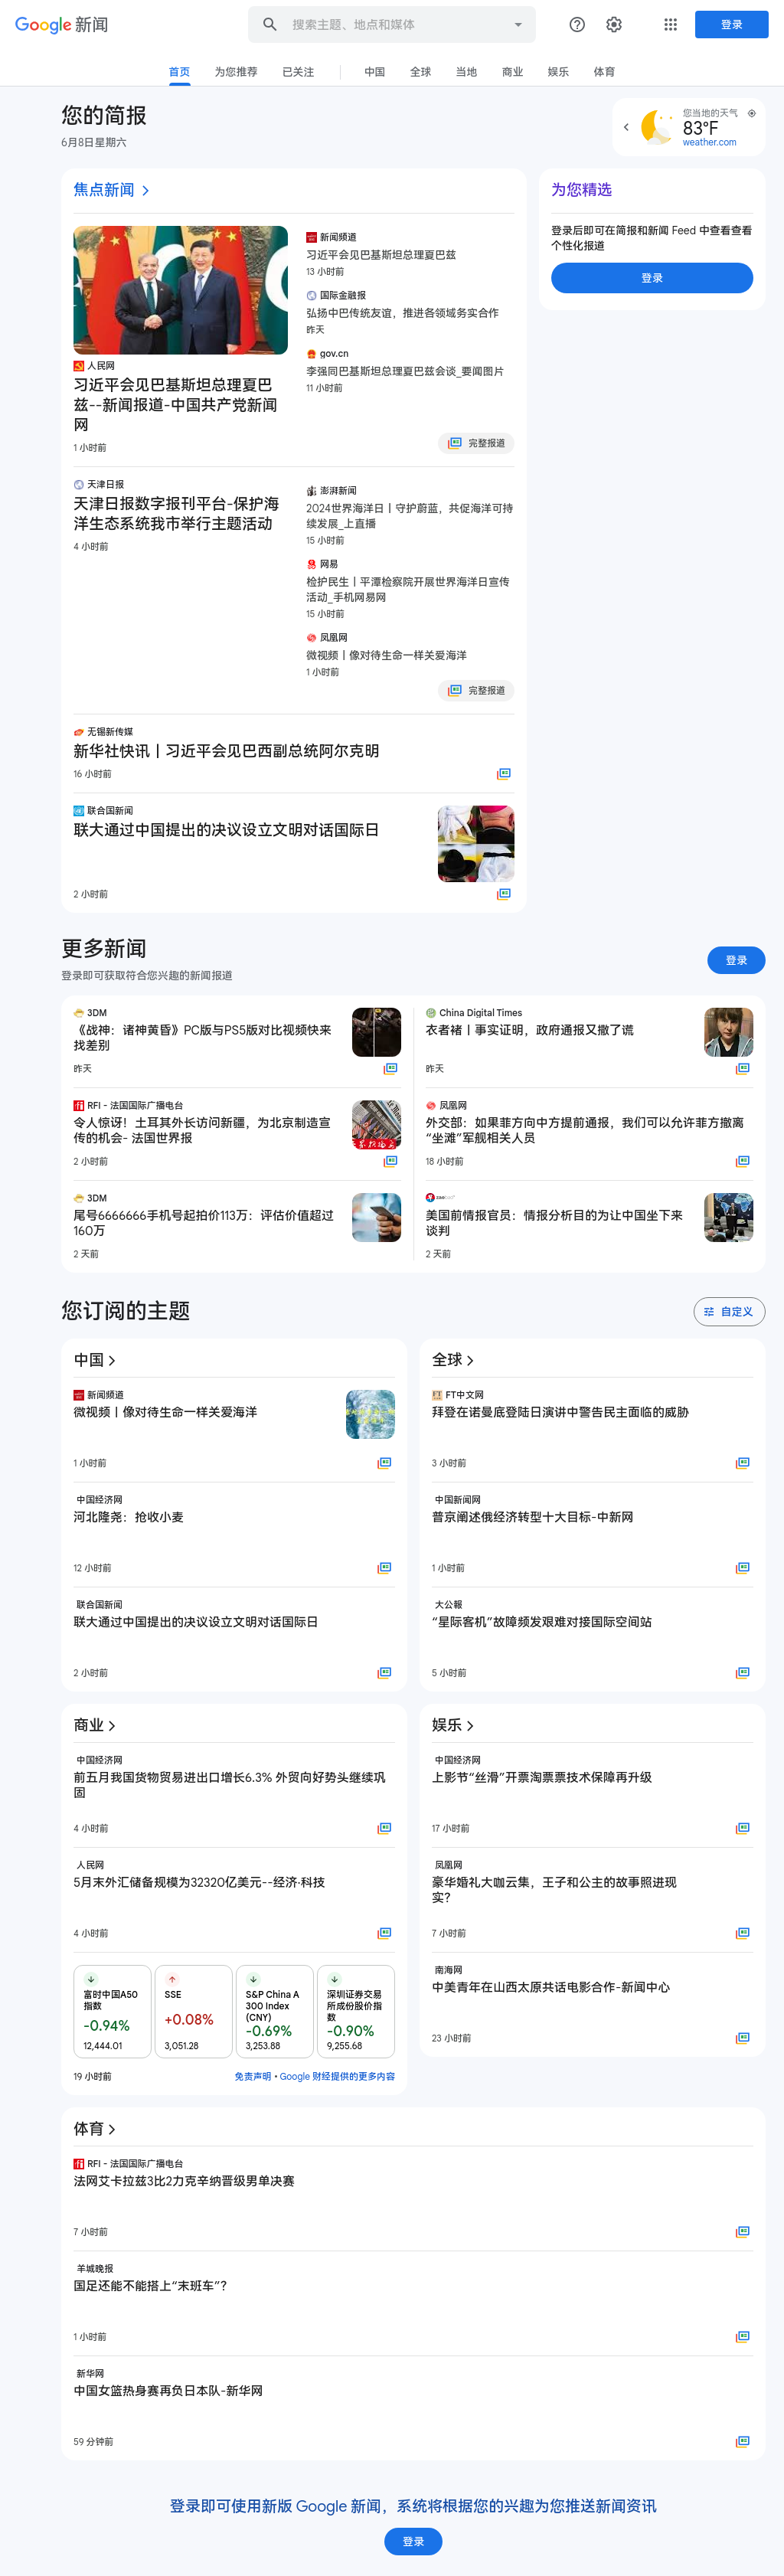 Google 新闻
搜索主题、地点和媒体
登录
首页
为您推荐
已关注
中国
全球
当地
商业
娱乐
体育
您的简报
6月8日星期六
您当地的天气
83°F
weather.com
焦点新闻
人民网
习近平会见巴基斯坦总理夏巴
兹--新闻报道-中国共产党新闻
网
1 小时前
新闻频道
习近平会见巴基斯坦总理夏巴兹
13 小时前
国际金融报
弘扬中巴传统友谊，推进各领域务实合作
昨天
gov.cn
李强同巴基斯坦总理夏巴兹会谈_要闻图片
11 小时前
完整报道
天津日报
天津日报数字报刊平台-保护海
洋生态系统我市举行主题活动
4 小时前
澎湃新闻
2024世界海洋日丨守护蔚蓝，共促海洋可持
续发展_上直播
15 小时前
网易
检护民生丨平潭检察院开展世界海洋日宣传
活动_手机网易网
15 小时前
凤凰网
微视频丨像对待生命一样关爱海洋
1 小时前
完整报道
无锡新传媒
新华社快讯丨习近平会见巴西副总统阿尔克明
16 小时前
联合国新闻
联大通过中国提出的决议设立文明对话国际日
2 小时前
为您精选
登录后即可在简报和新闻 Feed 中查看查看
个性化报道
登录
更多新闻
登录即可获取符合您兴趣的新闻报道
登录
3DM
《战神：诸神黄昏》PC版与PS5版对比视频快来
找差别
昨天
RFI - 法国国际广播电台
令人惊讶！土耳其外长访问新疆，为北京制造宣
传的机会- 法国世界报
2 小时前
3DM
尾号6666666手机号起拍价113万：评估价值超过
160万
2 天前
China Digital Times
衣者褚丨事实证明，政府通报又撤了谎
昨天
凤凰网
外交部：如果菲方向中方提前通报，我们可以允许菲方撤离
“坐滩”军舰相关人员
18 小时前
美国前情报官员：情报分析目的为让中国坐下来
谈判
2 天前
您订阅的主题
自定义
中国
新闻频道
微视频丨像对待生命一样关爱海洋
1 小时前
中国经济网
河北隆尧：抢收小麦
12 小时前
联合国新闻
联大通过中国提出的决议设立文明对话国际日
2 小时前
全球
FT中文网
拜登在诺曼底登陆日演讲中警告民主面临的威胁
3 小时前
中国新闻网
普京阐述俄经济转型十大目标-中新网
1 小时前
大公報
“星际客机”故障频发艰难对接国际空间站
5 小时前
商业
中国经济网
前五月我国货物贸易进出口增长6.3% 外贸向好势头继续巩
固
4 小时前
人民网
5月末外汇储备规模为32320亿美元--经济·科技
4 小时前
富时中国A50
指数
-0.94%
12,444.01
SSE
+0.08%
3,051.28
S&P China A
300 Index
(CNY)
-0.69%
3,253.88
深圳证券交易
所成份股价指
数
-0.90%
9,255.68
19 小时前
免责声明 • Google 财经提供的更多内容
娱乐
中国经济网
上影节“丝滑”开票淘票票技术保障再升级
17 小时前
凤凰网
豪华婚礼大咖云集，王子和公主的故事照进现
实？
7 小时前
南海网
中美青年在山西太原共话电影合作-新闻中心
23 小时前
体育
RFI - 法国国际广播电台
法网艾卡拉兹3比2力克辛纳晋级男单决赛
7 小时前
羊城晚报
国足还能不能搭上“末班车”？
1 小时前
新华网
中国女篮热身赛再负日本队-新华网
59 分钟前
登录即可使用新版 Google 新闻，系统将根据您的兴趣为您推送新闻资讯
登录